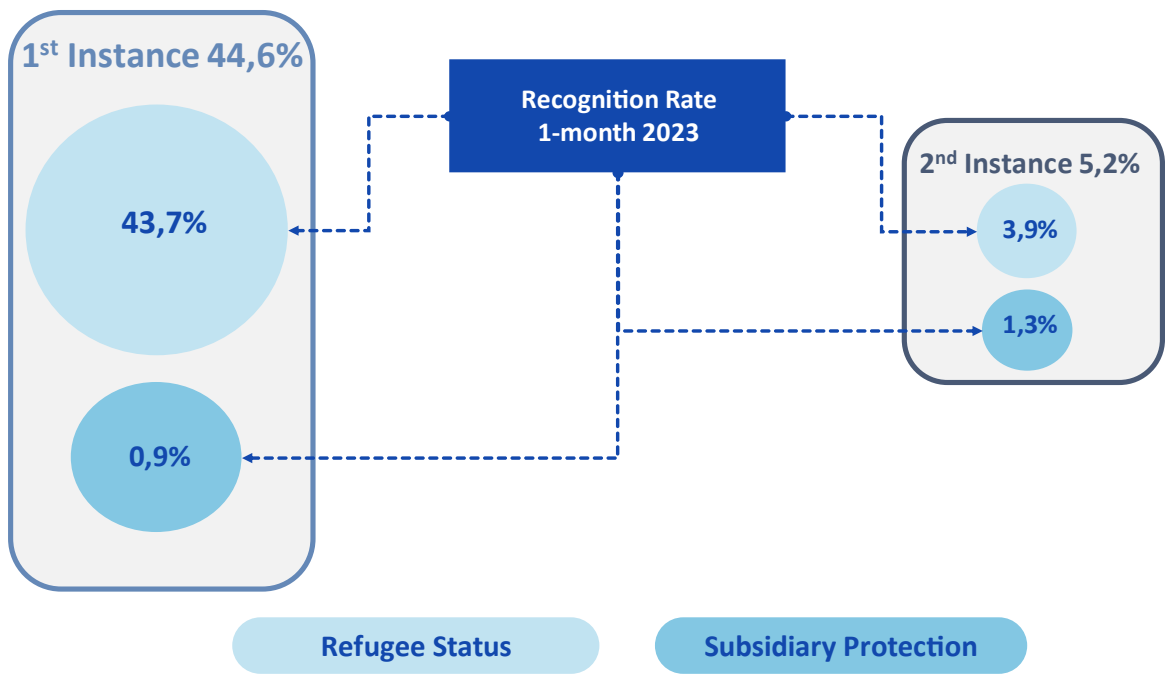 1st Instance 44,6%
43,7%
0,9%
Recognition Rate
1-month 2023
2nd Instance 5,2%
3,9%
1,3%
Refugee Status
Subsidiary Protection